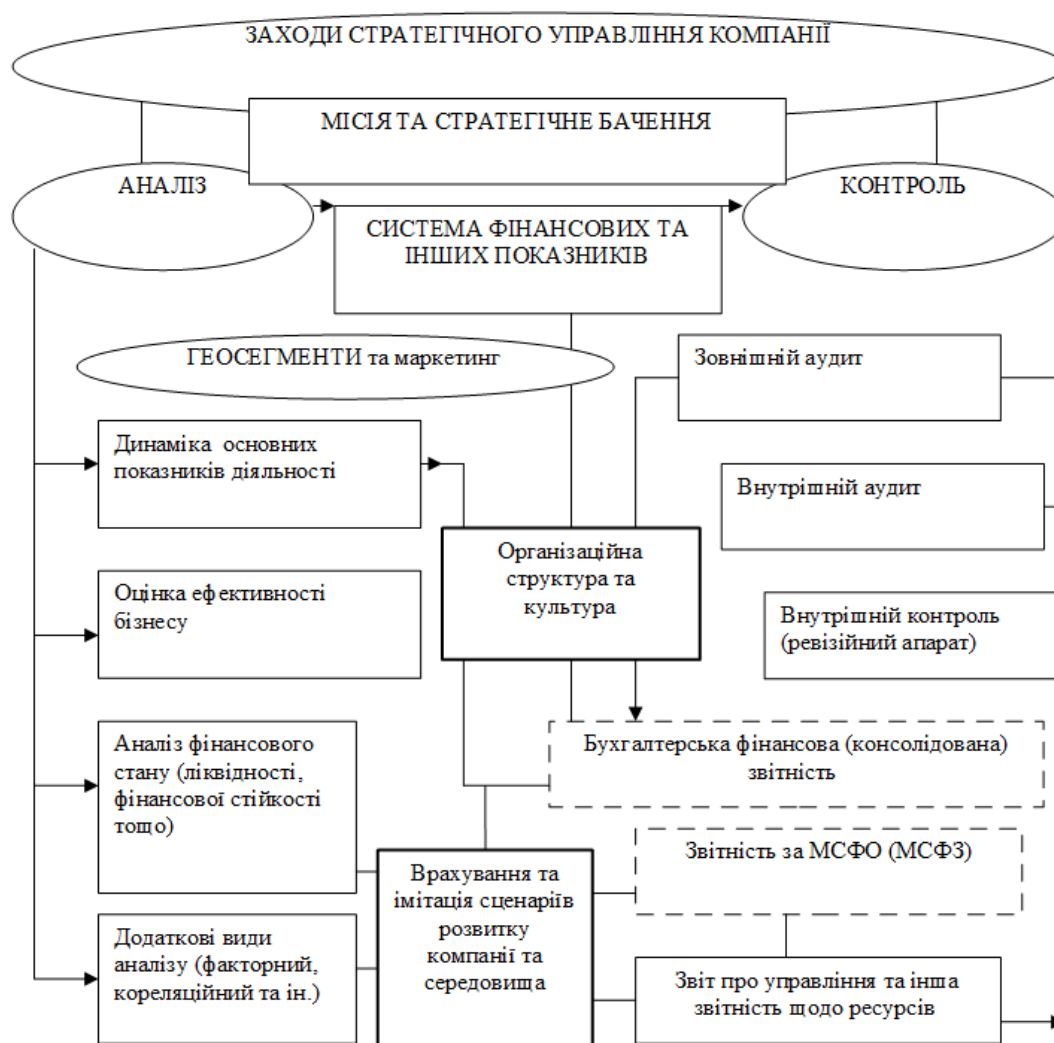 ЗАХОДИ СТРАТЕГІЧНОГО УПРАВЛІННЯ КОМПАНІЇ
МІСІЯ ТА СТРАТЕГІЧНЕ БАЧЕННЯ
АНАЛІЗ
КОНТРОЛЬ
СИСТЕМА ФІНАНСОВИХ ТА
ІНШИХ ПОКАЗНИКІВ
ГЕОСЕГМЕНТИ та маркетинг
Зовнішній аудит
Динаміка основних
показників діяльності
Внутрішній аудит
Організаційна
структура та
культура
Оцінка ефективності
бізнесу
Внутрішній контроль
(ревізійний апарат)
Аналіз фінансового
стану (ліквідності,
фінансової стійкості
тощо)
Бухгалтерська фінансова (консолідована)
звітність
Звітність за МСФО (МСФЗ)
Врахування та
імітація сценаріїв
розвитку
компанії та
середовища
Додаткові види
аналізу (факторний,
кореляційний та ін.)
Звіт про управління та інша
звітність щодо ресурсів